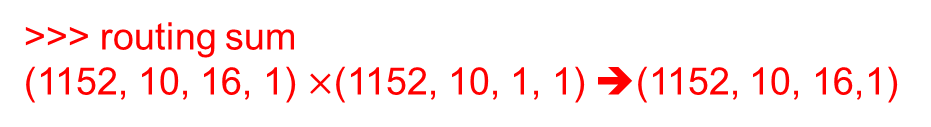 >>> routing sum
(1152, 10, 16, 1) ×(1152, 10, 1, 1) ➔(1152, 10, 16,1)